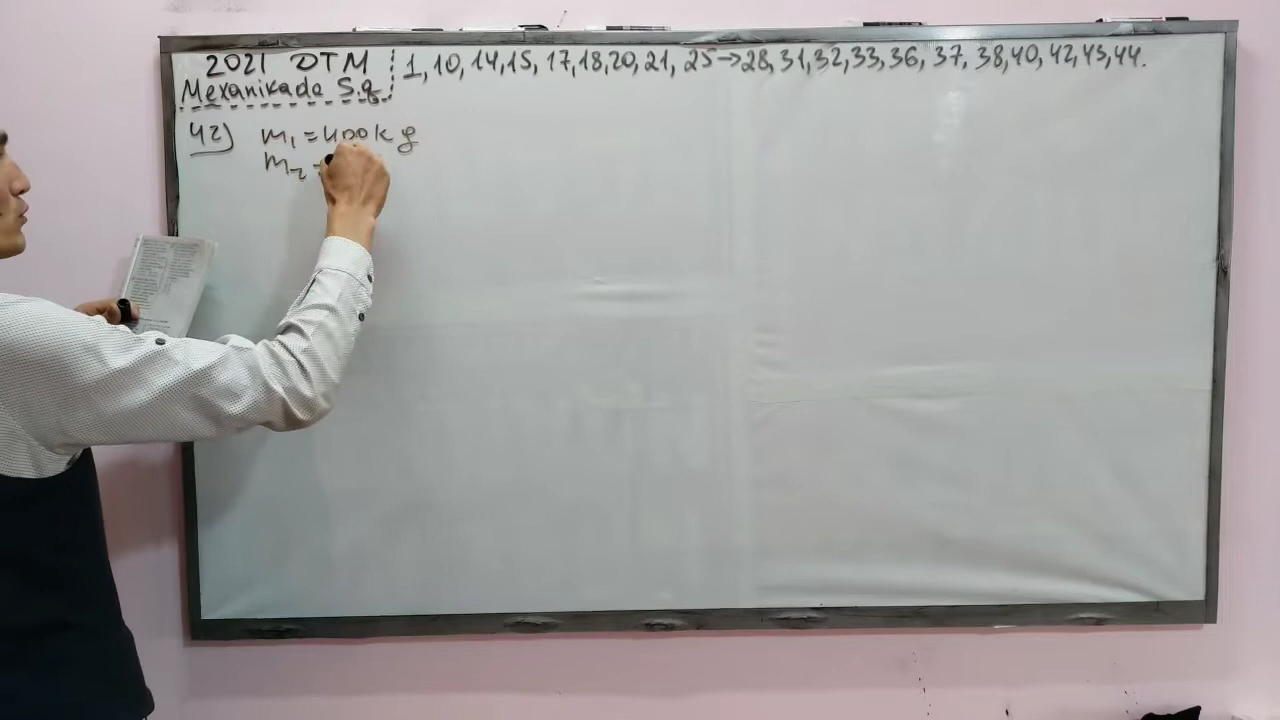 2021 DTM
Mexanikada S.q.
1, 10, 14, 15, 17, 18, 20, 21, 25→28, 31, 32, 33, 36, 37, 38, 40, 42, 43, 44.
42) m₁ = 400 kg
m₂ =